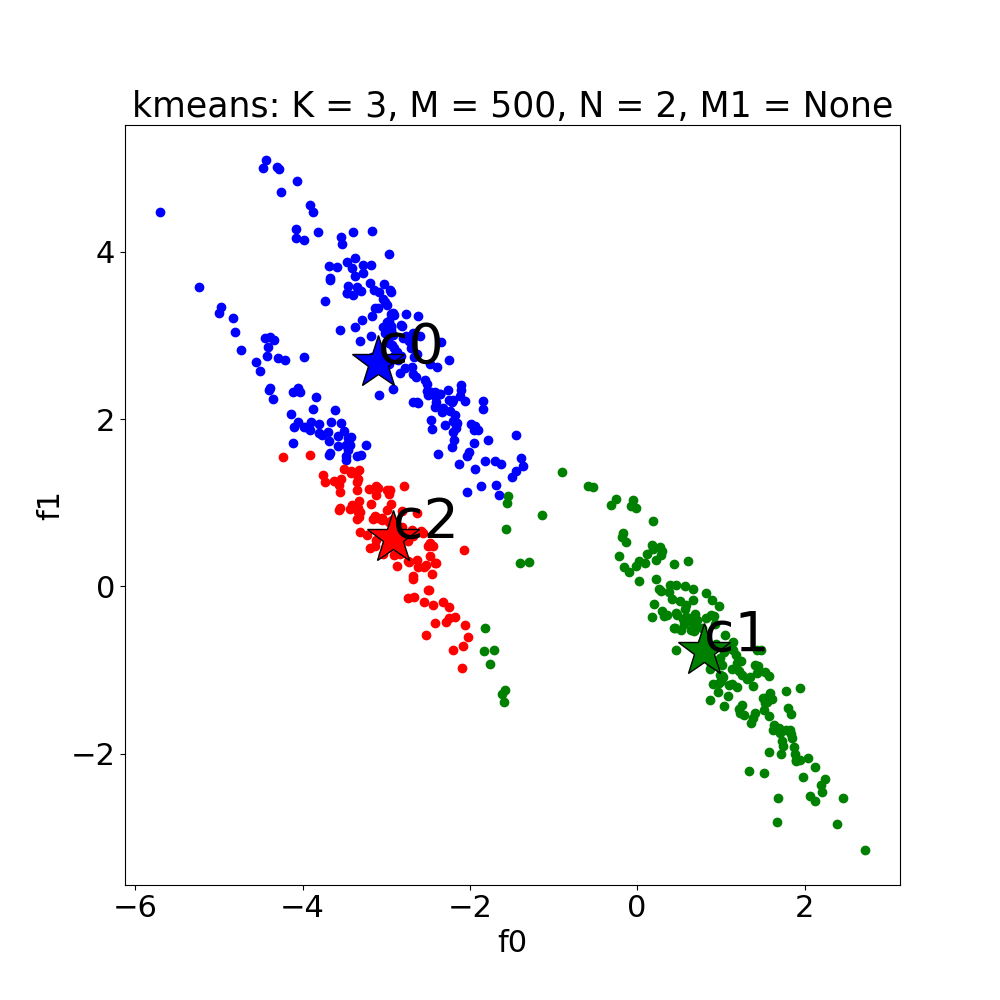 kmeans: K = 3, M = 500, N = 2, M1 = None
4
2
0
−2
f1
c0
c2
c1
−6
−4
−2
0
2
f0